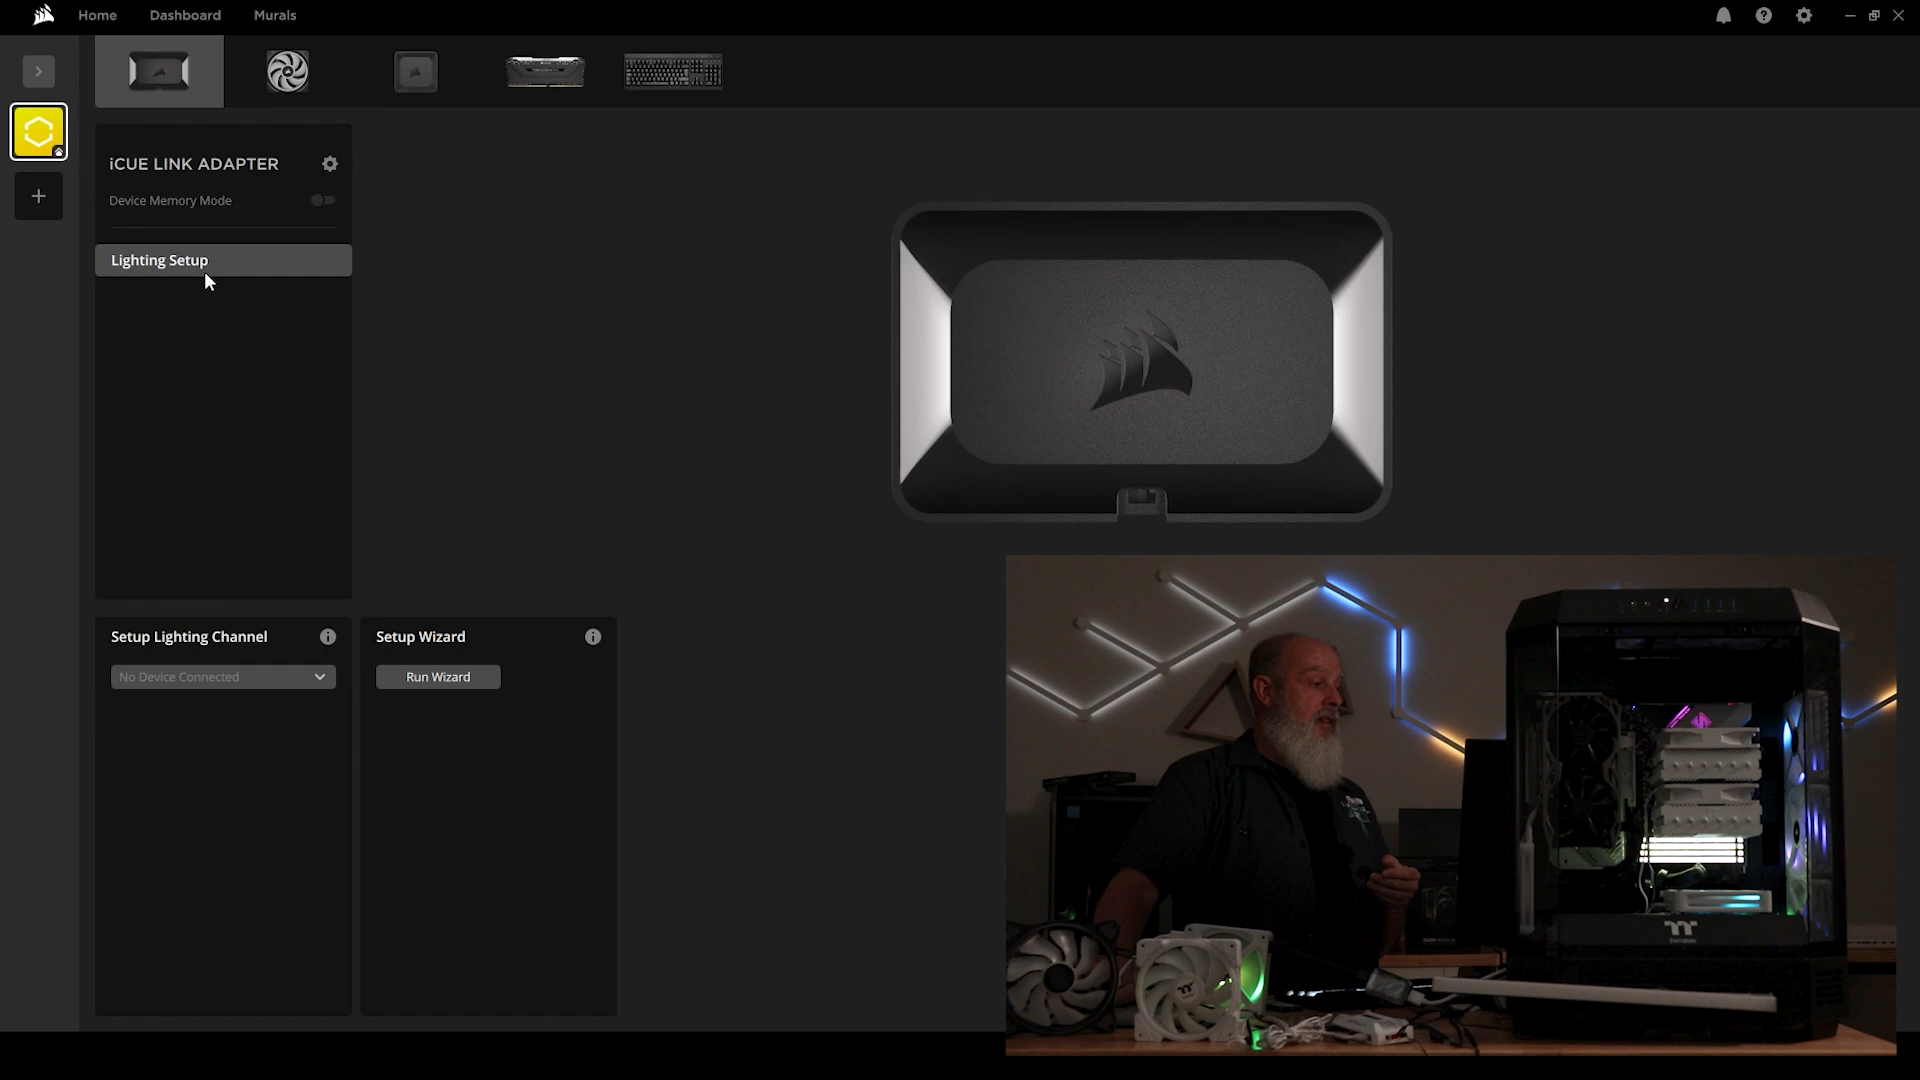 Home
Dashboard
Murals
iCUE LINK ADAPTER
Device Memory Mode
Lighting Setup
Setup Lighting Channel
No Device Connected
Setup Wizard
Run Wizard